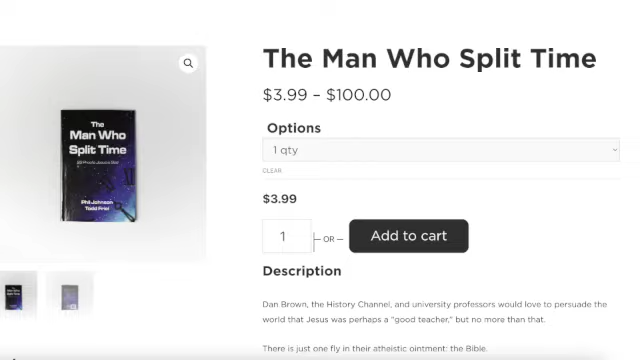 The Man Who Split Time
$3.99 – $100.00
Options
1 qty
CLEAR
$3.99
1
— OR —
Add to cart
Description
Dan Brown, the History Channel, and university professors would love to persuade the
world that Jesus was perhaps a "good teacher," but no more than that.
There is just one fly in their atheistic ointment: the Bible.
The
Man Who
Split Time
Phil Johnson
Todd Friel